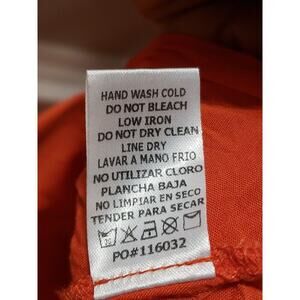 HAND WASH COLD
DO NOT BLEACH
LOW IRON
DO NOT DRY CLEAN
LINE DRY
LAVAR A MANO FRIO
NO UTILIZAR CLORO
PLANCHA BAJA
NO LIMPIAR EN SECO
TENDER PARA SECAR
PO#116032